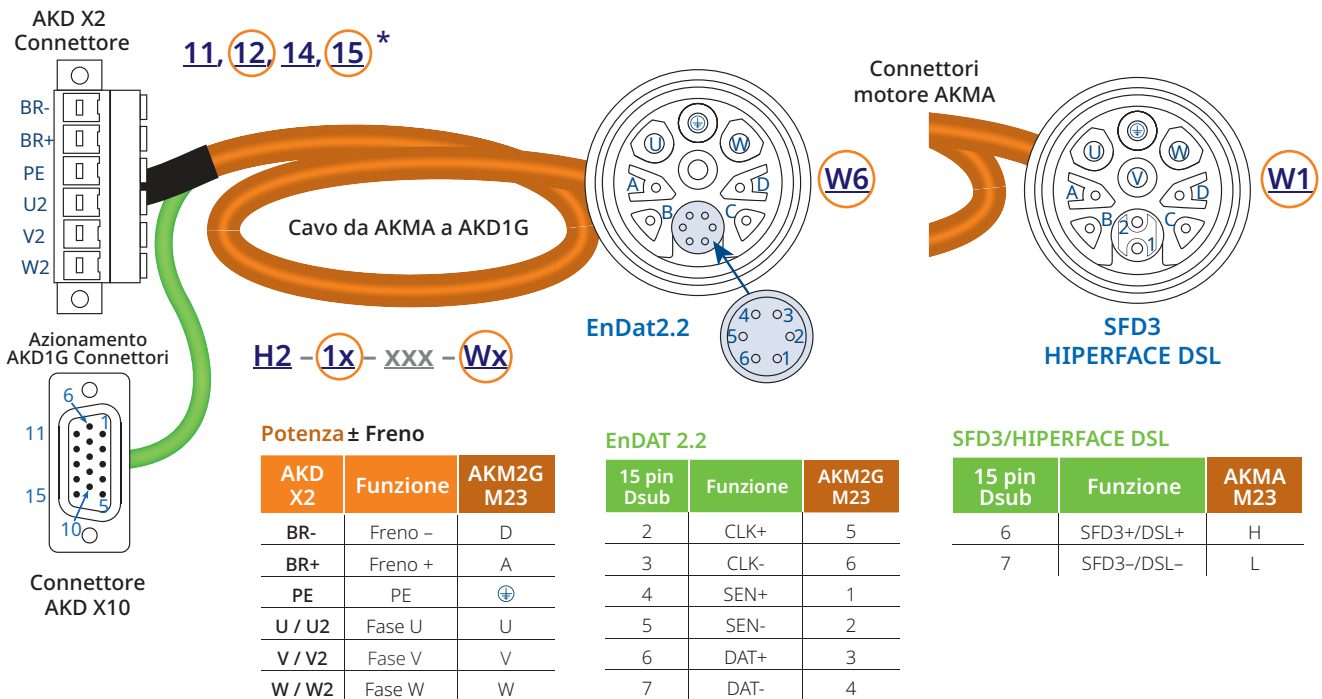 AKD X2
Connettore
11, 12, 14, 15 *
BR-
BR+
PE
U2
V2
W2
Cavo da AKMA a AKD1G
U
W
A
D
B
C
W6
Connettori
motore AKMA
U
W
V
A
D
B
C
2
1
W1
EnDat2.2
4
3
5
2
6
1
SFD3
HIPERFACE DSL
Azionamento
AKD1G Connettori
H2 – 1x – xxx – Wx
6
1
11
15
5
10
Connettore
AKD X10
Potenza ± Freno
AKD X2 Funzione AKM2G M23
BR- Freno – D
BR+ Freno + A
PE PE
U / U2 Fase U U
V / V2 Fase V V
W / W2 Fase W W
EnDAT 2.2
15 pin Dsub Funzione AKM2G M23
2 CLK+ 5
3 CLK- 6
4 SEN+ 1
5 SEN- 2
6 DAT+ 3
7 DAT- 4
SFD3/HIPERFACE DSL
15 pin Dsub Funzione AKMA M23
6 SFD3+/DSL+ H
7 SFD3–/DSL– L